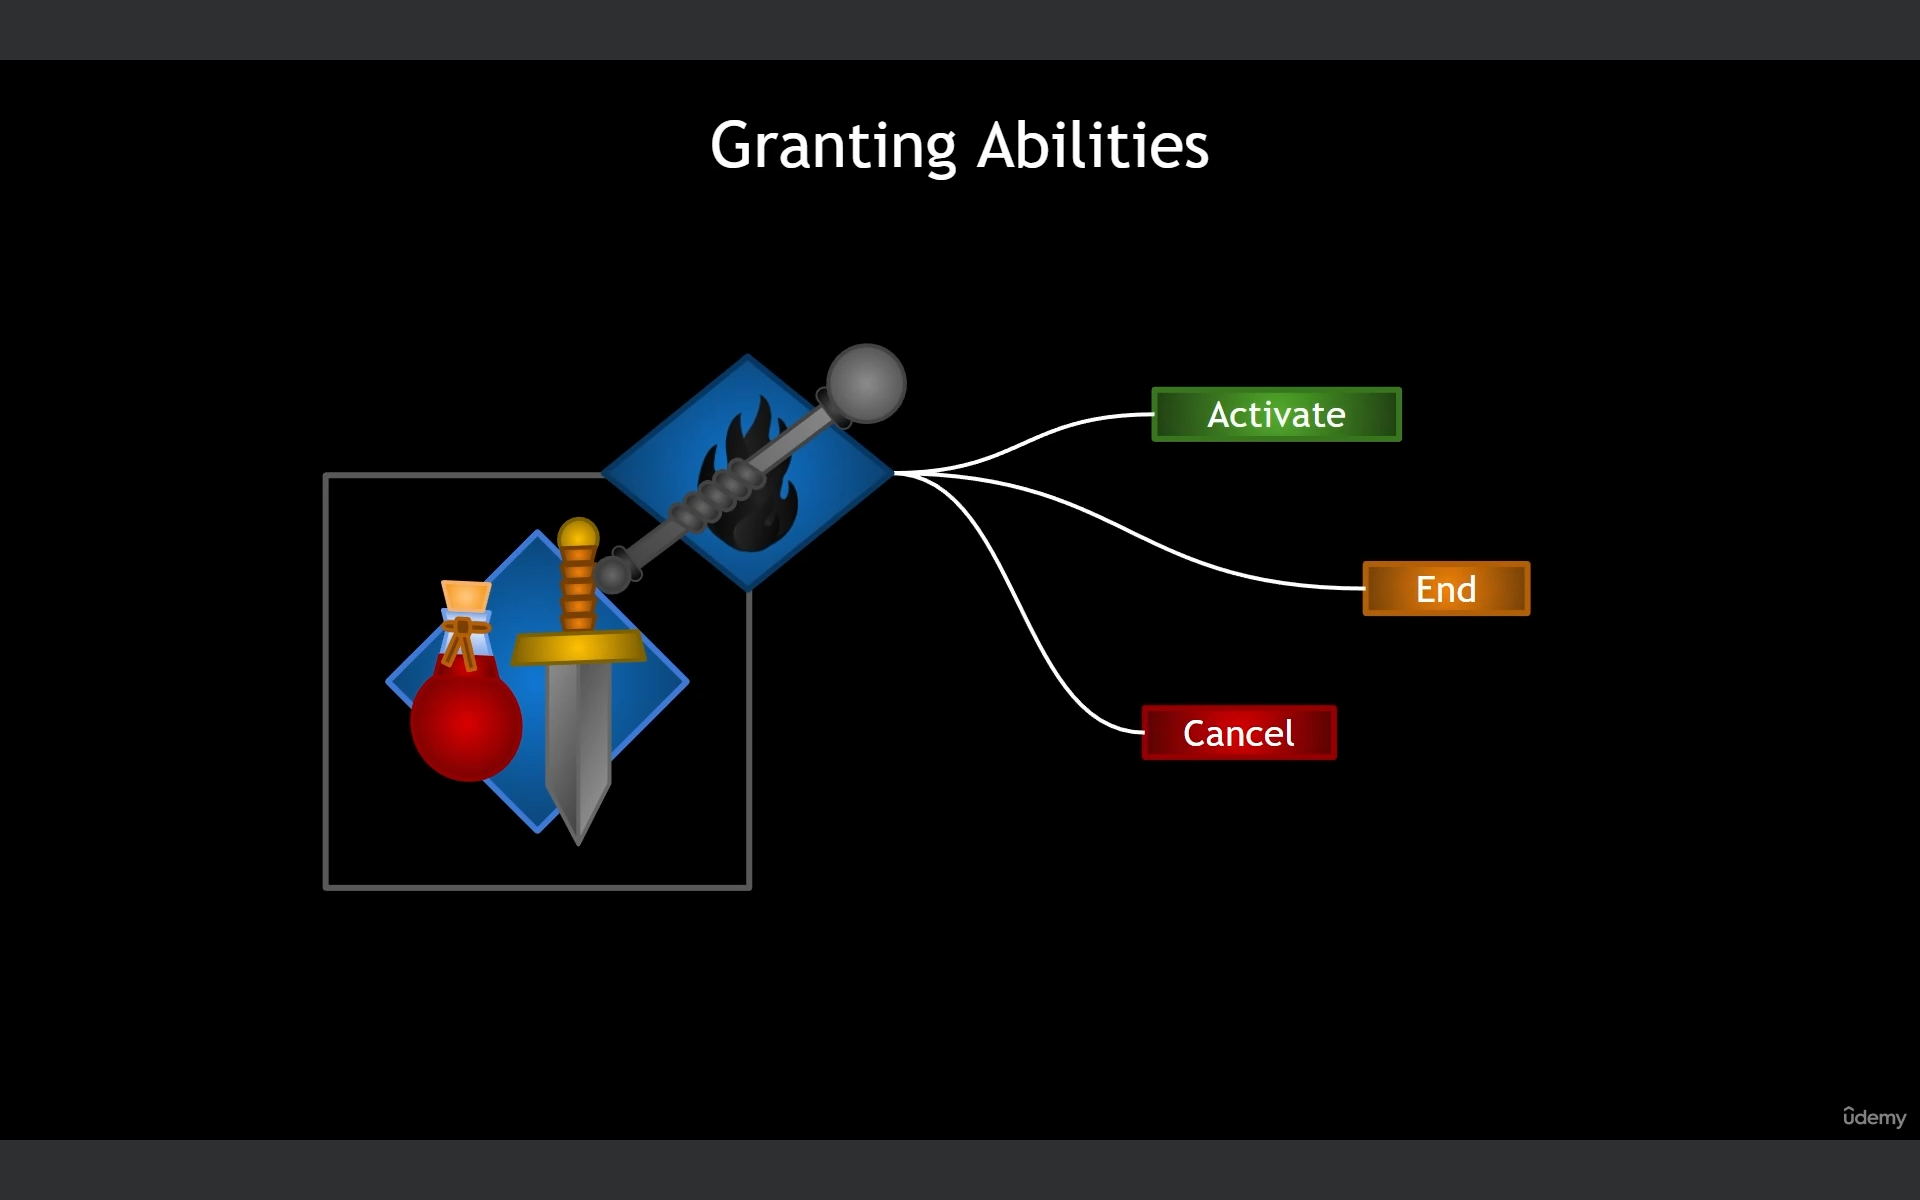 Granting Abilities
Activate
End
Cancel
ûdemy